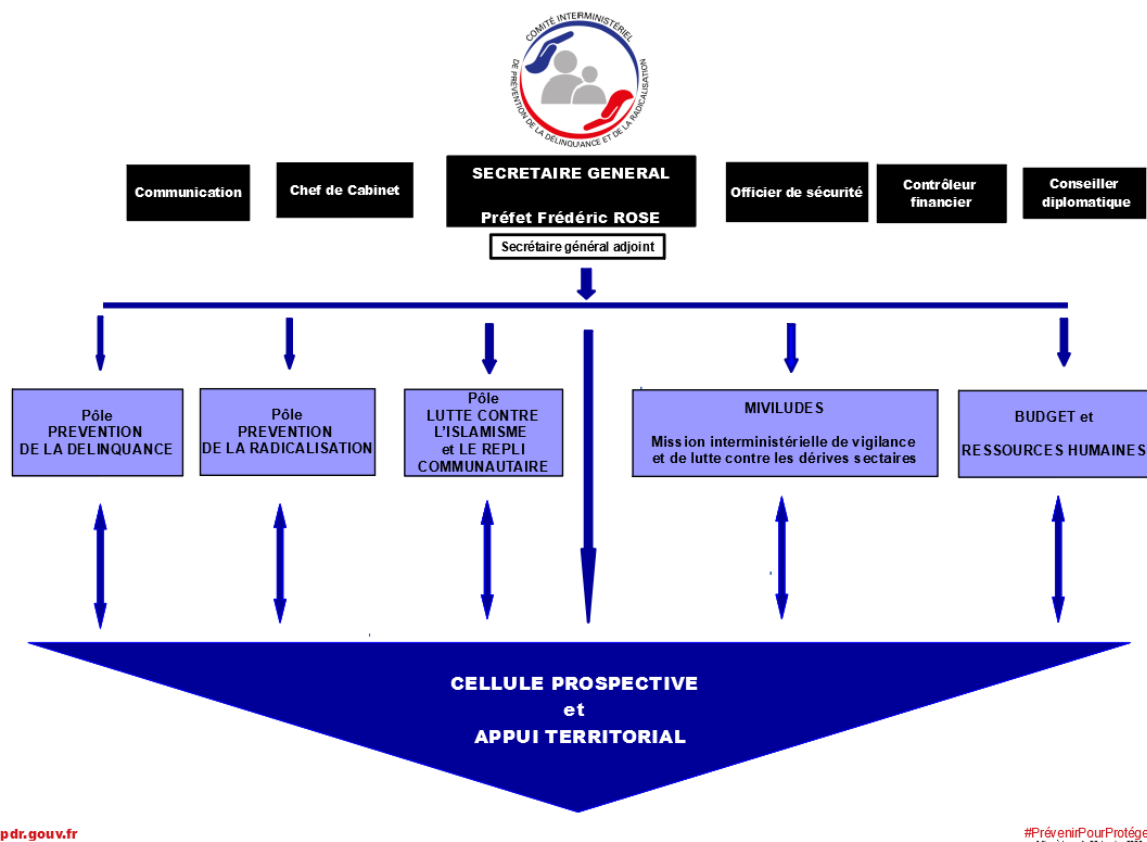 COMITÉ INTERMINISTÉRIEL
DE PRÉVENTION DE LA DÉLINQUIANCE ET DE LA RADICALISATION
Communication
Chef de Cabinet
SECRETAIRE GENERAL
Préfet Frédéric ROSE
Officier de sécurité
Contrôleur
financier
Conseiller
diplomatique
Secrétaire général adjoint
Pôle
PREVENTION
DE LA DELINQUANCE
Pôle
PREVENTION
DE LA RADICALISATION
Pôle
LUTTE CONTRE
L'ISLAMISME
et LE REPLI
COMMUNAUTAIRE
MIVILUDES
Mission interministérielle de vigilance
et de lutte contre les dérives sectaires
BUDGET et
RESSOURCES HUMAINES
CELLULE PROSPECTIVE
et
APPUI TERRITORIAL
pdr.gouv.fr
#PrévenirPourProtége